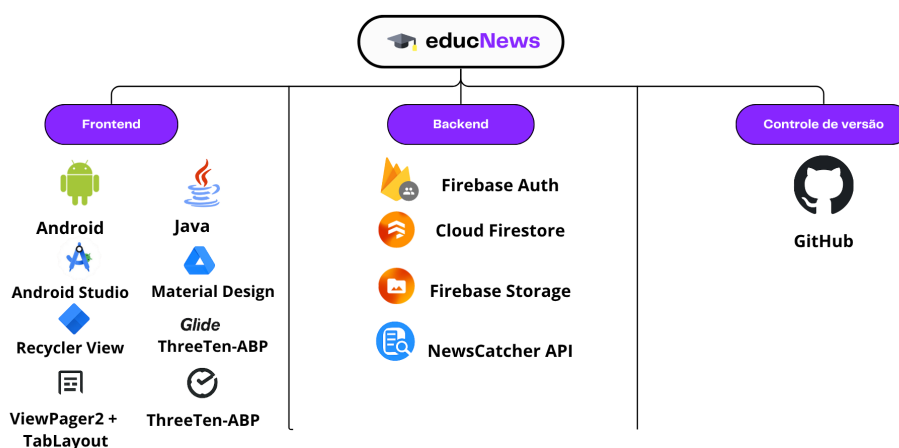 educNews
Frontend
Backend
Controle de versão
Android
Java
Android Studio
Material Design
Recycler View
Glide
ThreeTen-ABP
ViewPager2 +
TabLayout
ThreeTen-ABP
Firebase Auth
Cloud Firestore
Firebase Storage
NewsCatcher API
GitHub